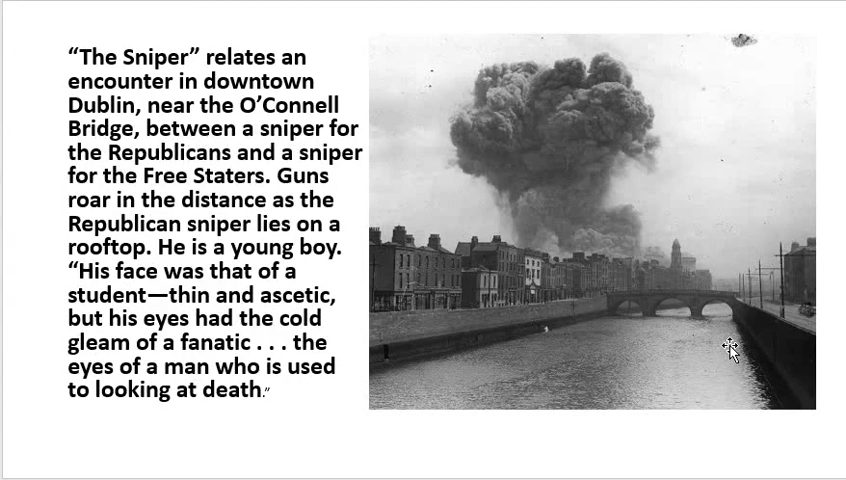 “The Sniper” relates an
encounter in downtown
Dublin, near the O’Connell
Bridge, between a sniper for
the Republicans and a sniper
for the Free Staters. Guns
roar in the distance as the
Republican sniper lies on a
rooftop. He is a young boy.
“His face was that of a
student—thin and ascetic,
but his eyes had the cold
gleam of a fanatic . . . the
eyes of a man who is used
to looking at death.”